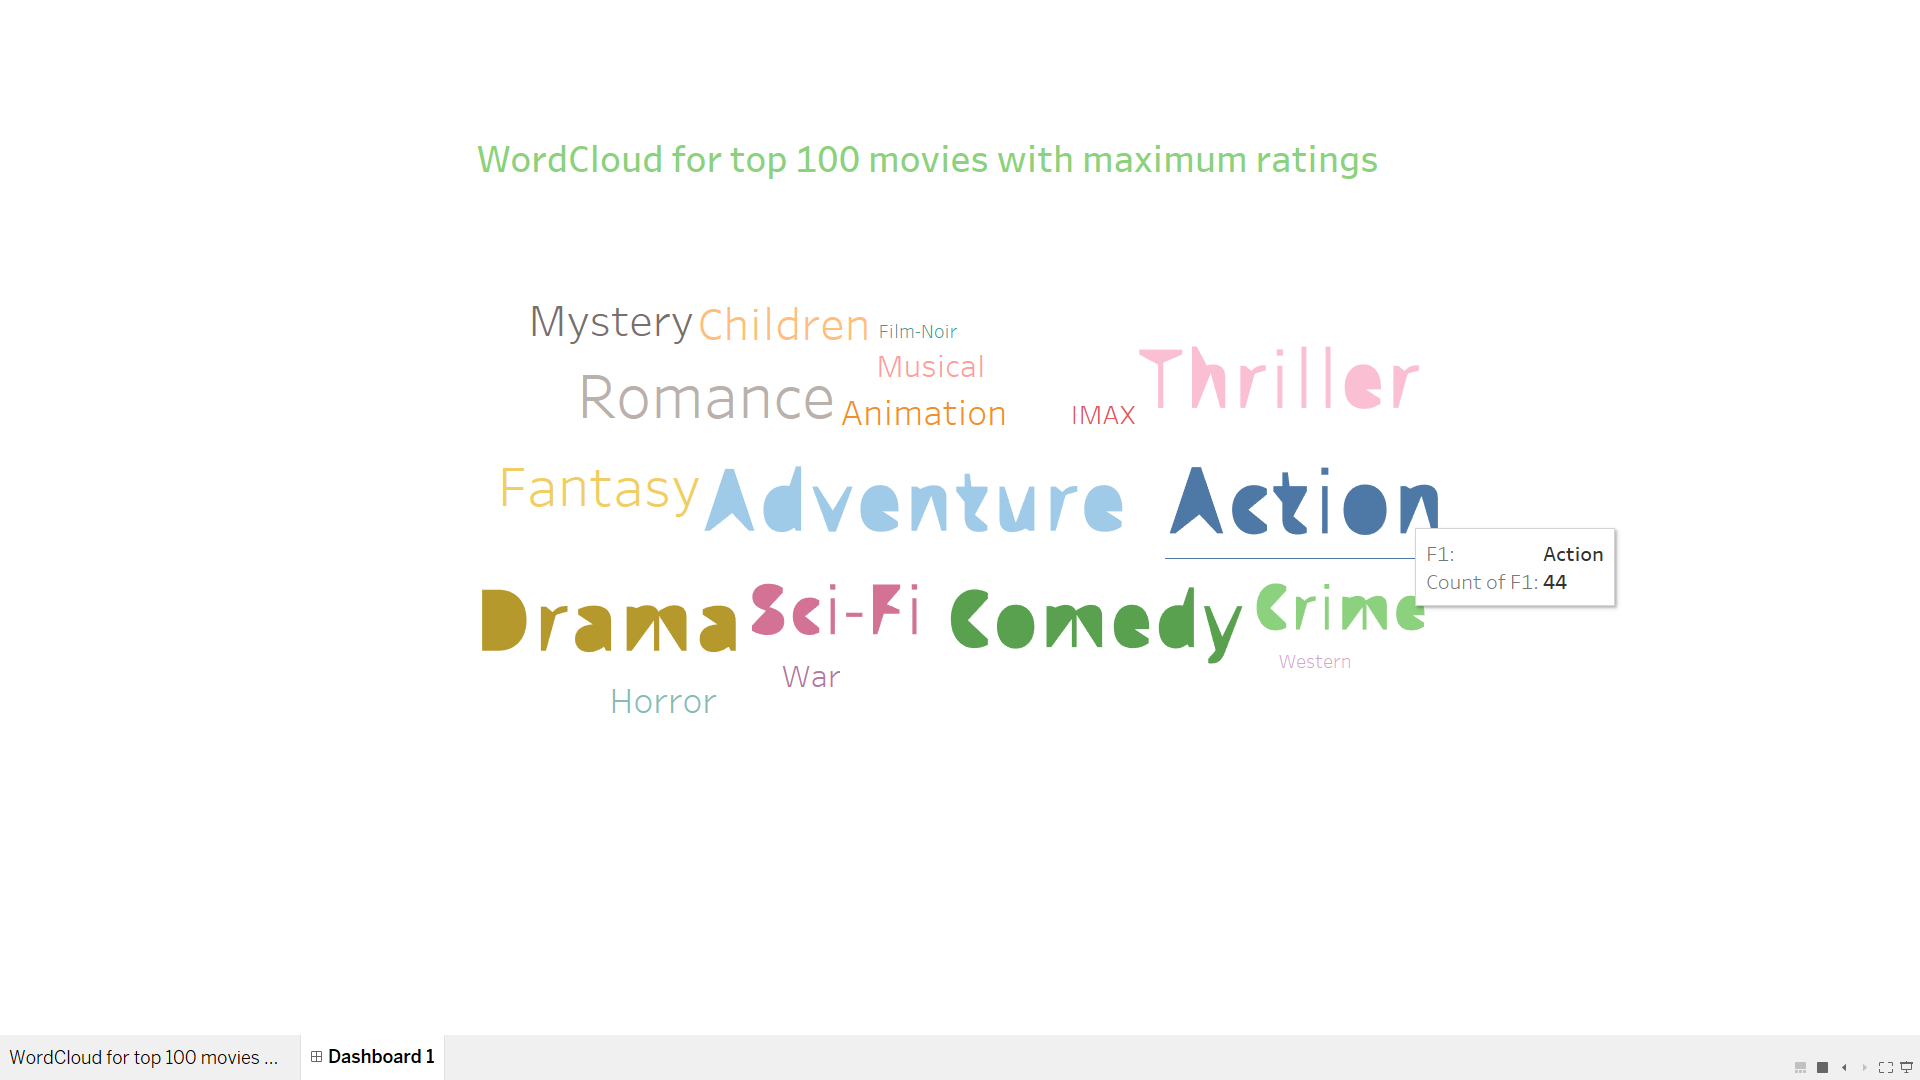 WordCloud for top 100 movies with maximum ratings
Mystery Children Film-Noir
Musical
Thriller
Romance Animation IMAX
Fantasy Adventure Action
F1: Action
Count of F1: 44
Drama Sci-Fi Comedy Crime
Western
War
Horror
WordCloud for top 100 movies ... Dashboard 1